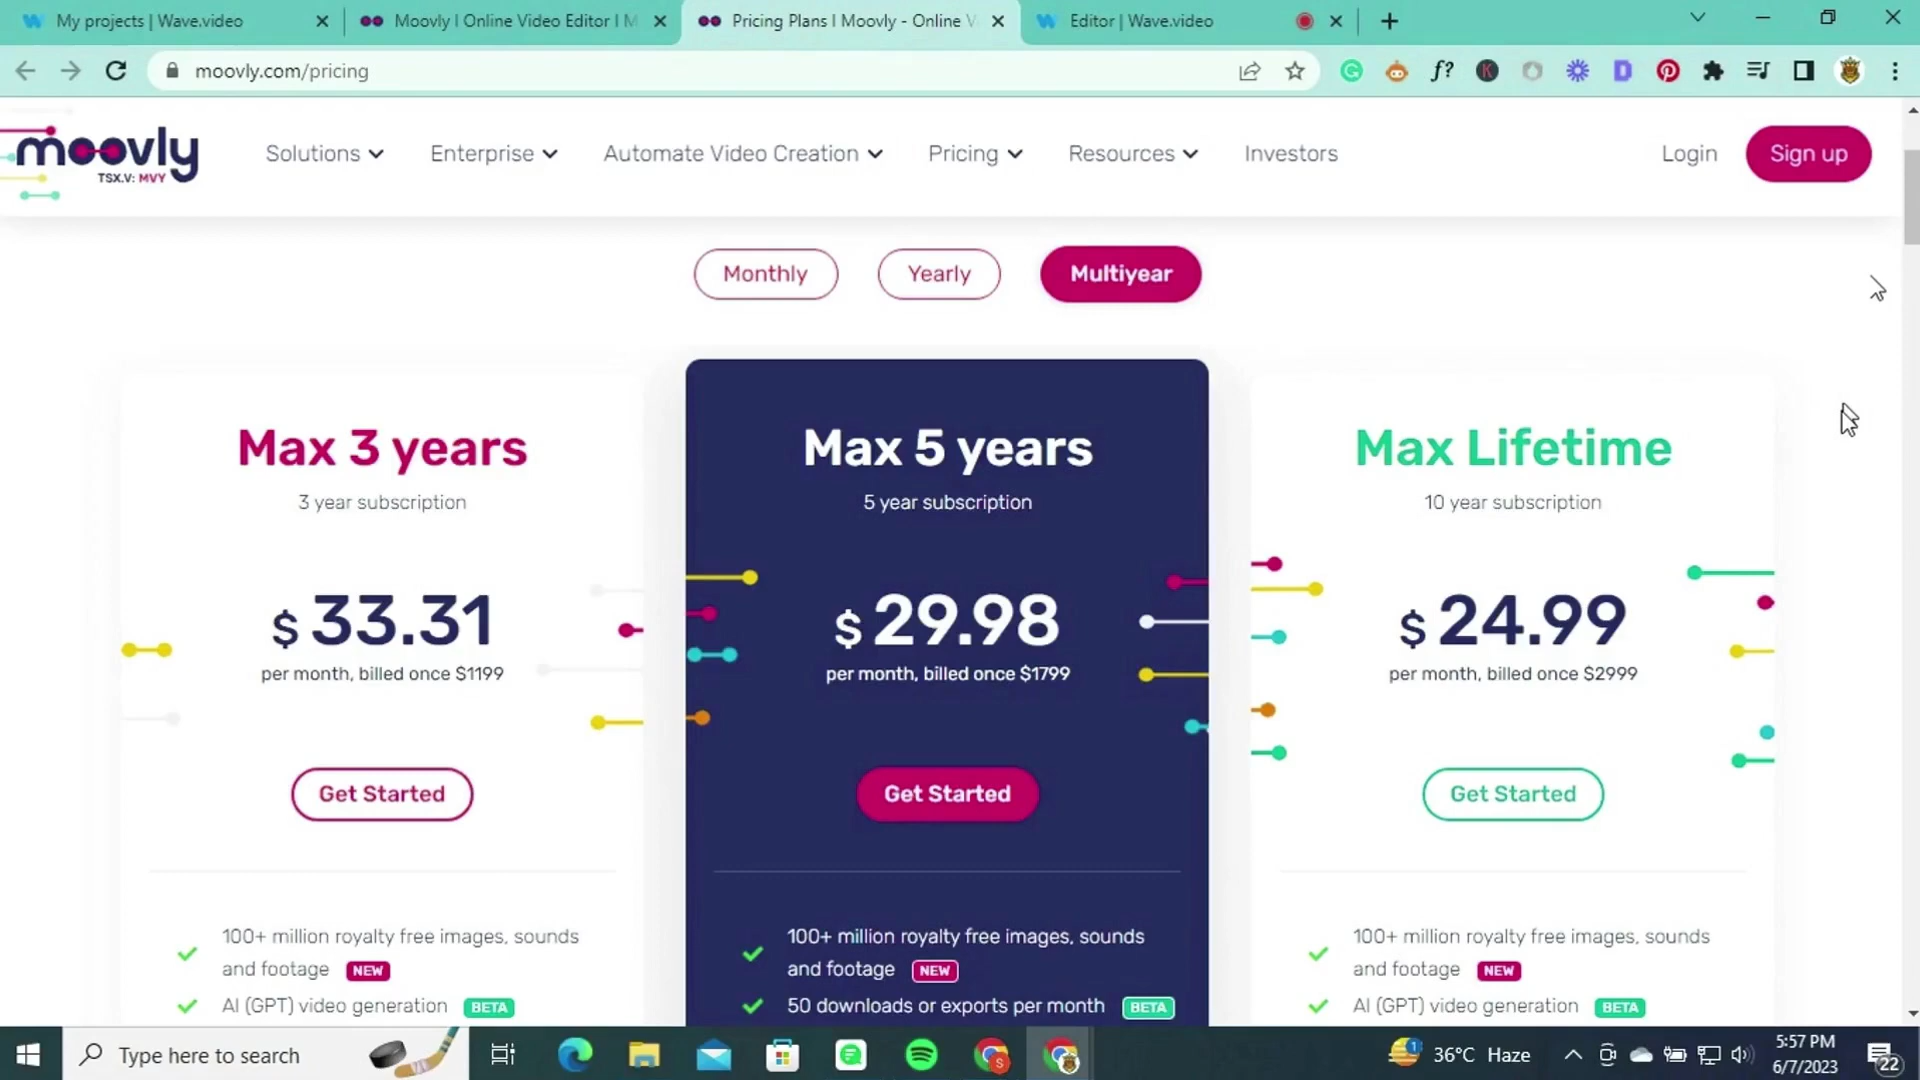 My projects | Wave.video
Moovly | Online Video Editor | M
Pricing Plans | Moovly - Online V
Editor | Wave.video
moovly.com/pricing
f?
moovly
TSX.V: MVY
Solutions
Enterprise
Automate Video Creation
Pricing
Resources
Investors
Login
Sign up
Monthly
Yearly
Multiyear
Max 3 years
3 year subscription
$ 33.31
per month, billed once $1199
Get Started
100+ million royalty free images, sounds
and footage NEW
AI (GPT) video generation BETA
Max 5 years
5 year subscription
$ 29.98
per month, billed once $1799
Get Started
100+ million royalty free images, sounds
and footage NEW
50 downloads or exports per month BETA
Max Lifetime
10 year subscription
$ 24.99
per month, billed once $2999
Get Started
100+ million royalty free images, sounds
and footage NEW
AI (GPT) video generation BETA
Type here to search
1
36°C Haze
5:57 PM
6/7/2023
22